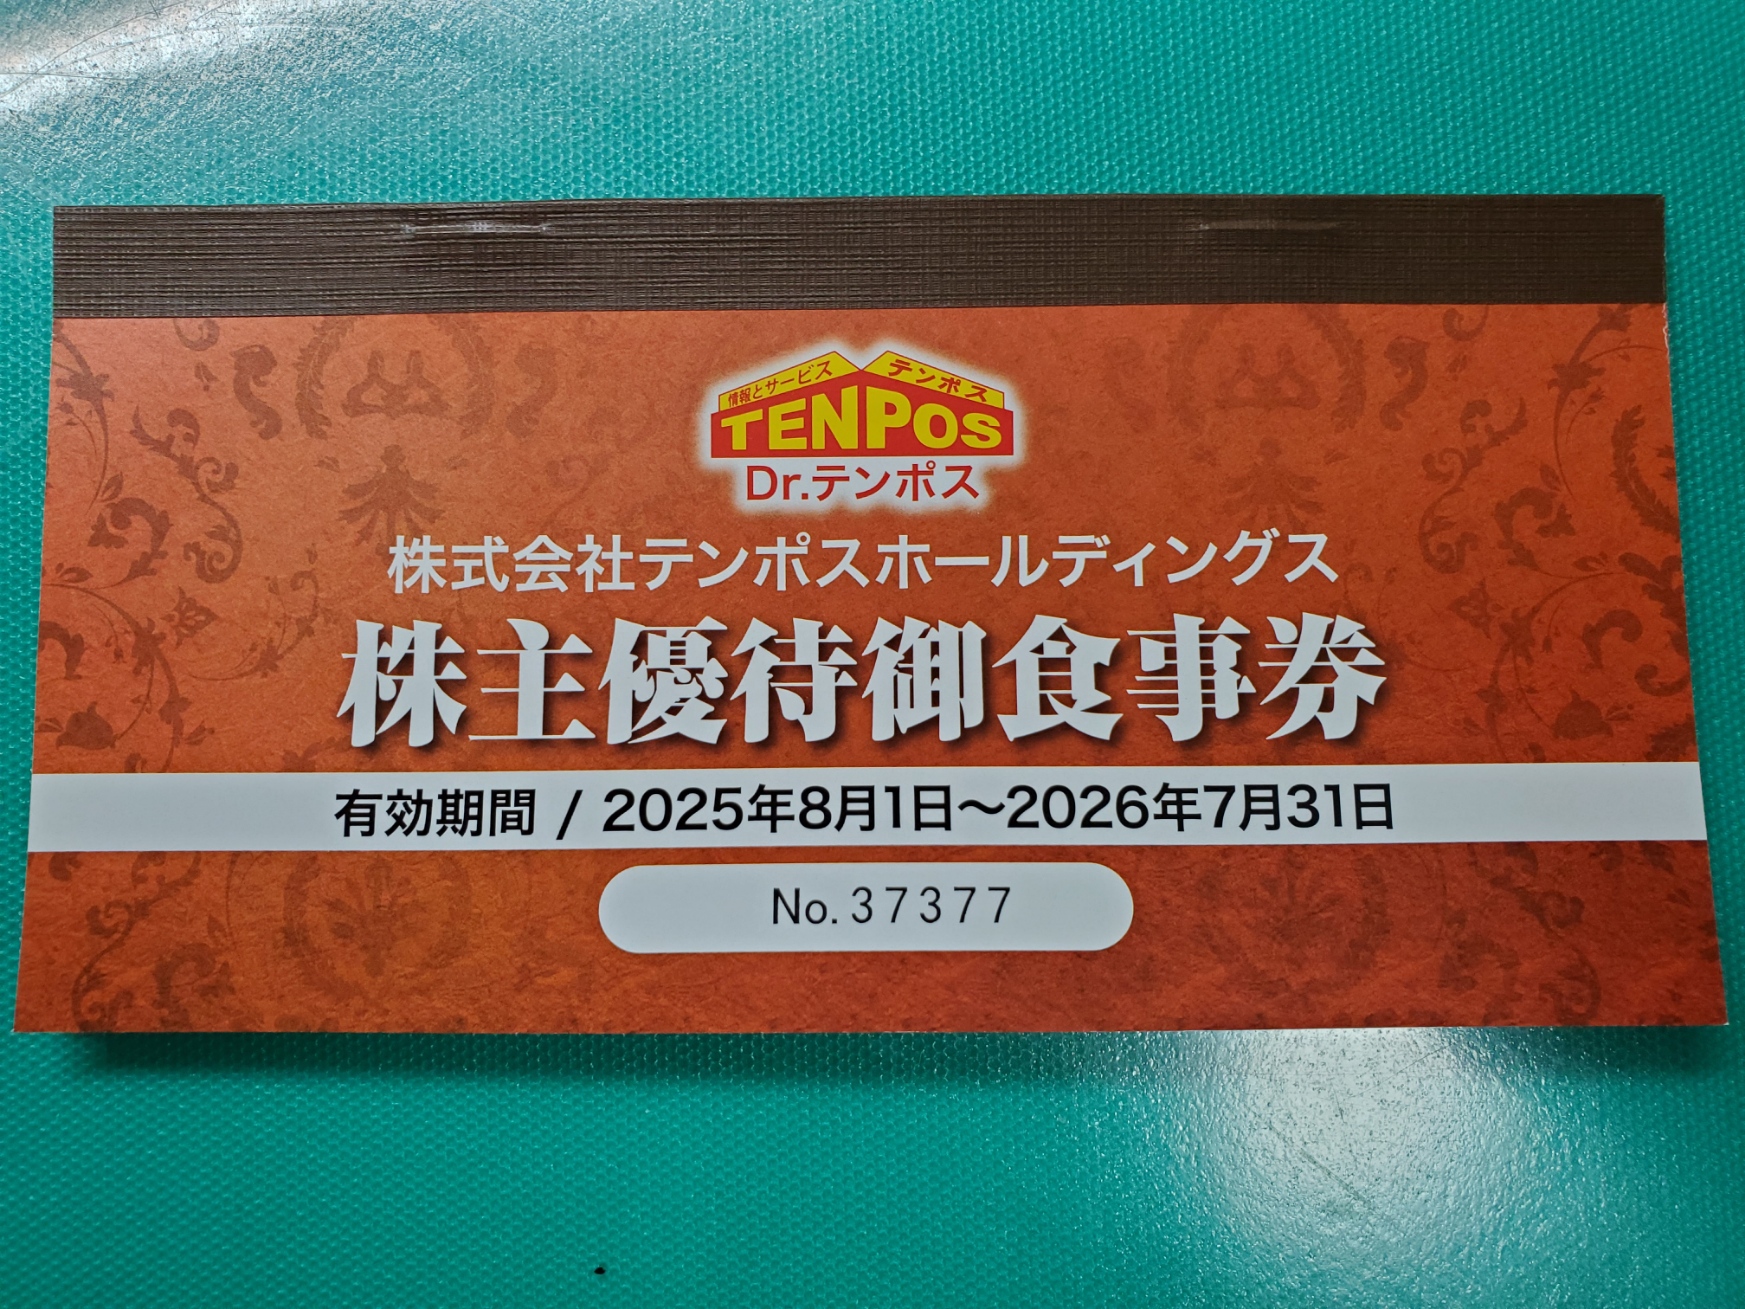 情報とサービス テンポス
TENPOS
Dr.テンポス
株式会社テンポスホールディングス
株主優待御食事券
有効期間 / 2025年8月1日～2026年7月31日
No. 37377